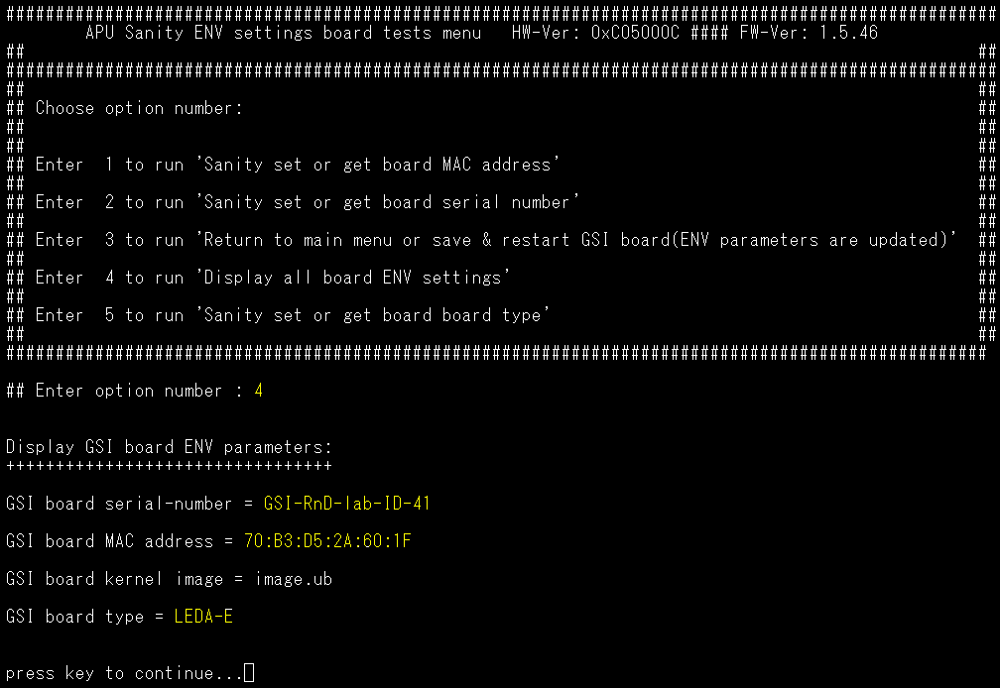 ####################################################################################################
APU Sanity ENV settings board tests menu   HW-Ver: 0xC05000C #### FW-Ver: 1.5.46
##                                                                                                ##
####################################################################################################
##                                                                                                ##
## Choose option number:                                                                          ##
##                                                                                                ##
##                                                                                                ##
## Enter  1 to run 'Sanity set or get board MAC address'                                          ##
##                                                                                                ##
## Enter  2 to run 'Sanity set or get board serial number'                                        ##
##                                                                                                ##
## Enter  3 to run 'Return to main menu or save & restart GSI board(ENV parameters are updated)'  ##
##                                                                                                ##
## Enter  4 to run 'Display all board ENV settings'                                               ##
##                                                                                                ##
## Enter  5 to run 'Sanity set or get board board type'                                           ##
##                                                                                                ##
###################################################################################################
## Enter option number : 4
Display GSI board ENV parameters:
+++++++++++++++++++++++++++++++++
GSI board serial-number = GSI-RnD-lab-ID-41
GSI board MAC address = 70:B3:D5:2A:60:1F
GSI board kernel image = image.ub
GSI board type = LEDA-E
press key to continue...